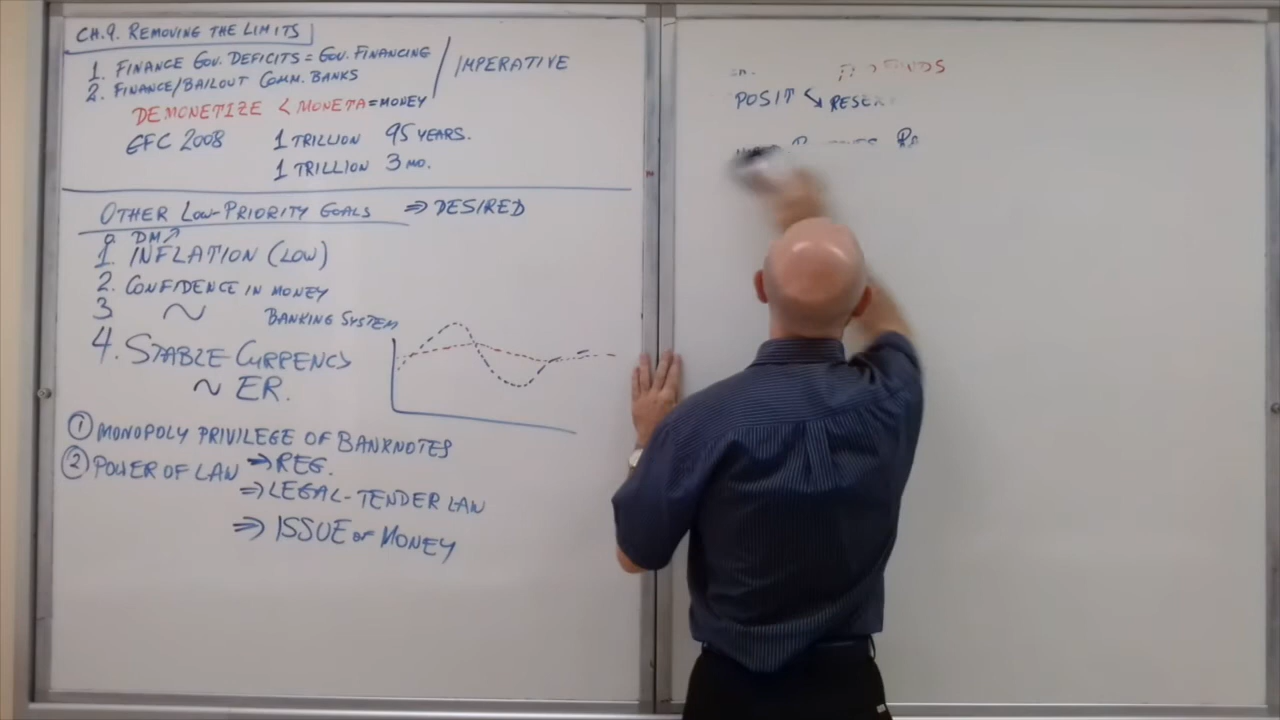 CH.9. REMOVING THE LIMITS
1. FINANCE GOV. DEFICITS = GOV. FINANCING
2. FINANCE/BAILOUT COMM. BANKS
/ IMPERATIVE
DEMONETIZE < MONETA = MONEY
GFC 2008 1 TRILLION 95 YEARS.
1 TRILLION 3 MO.
OTHER LOW-PRIORITY GOALS ⇒ DESIRED
0. DM ↗
1. INFLATION (LOW)
2. CONFIDENCE IN MONEY
3 ~ BANKING SYSTEM
4. STABLE CURRENCY
~ ER.
① MONOPOLY PRIVILEGE OF BANKNOTES
② POWER OF LAW ⇒ REG.
⇒ LEGAL-TENDER LAW
⇒ ISSUE OF MONEY
POSIT ↘ RESER